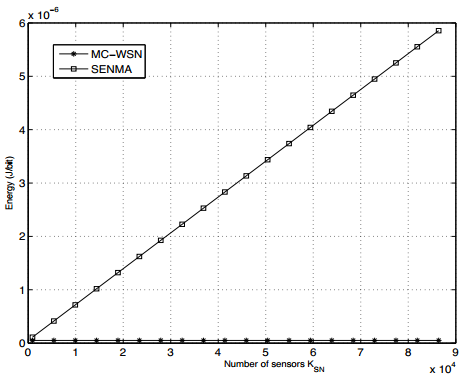 x 10⁻⁶
6
5
4
3
2
1
0
Energy (J/bit)
MC−WSN
SENMA
0 1 2 3 4 5 6 7 8 9
Number of sensors K_SN
x 10⁴